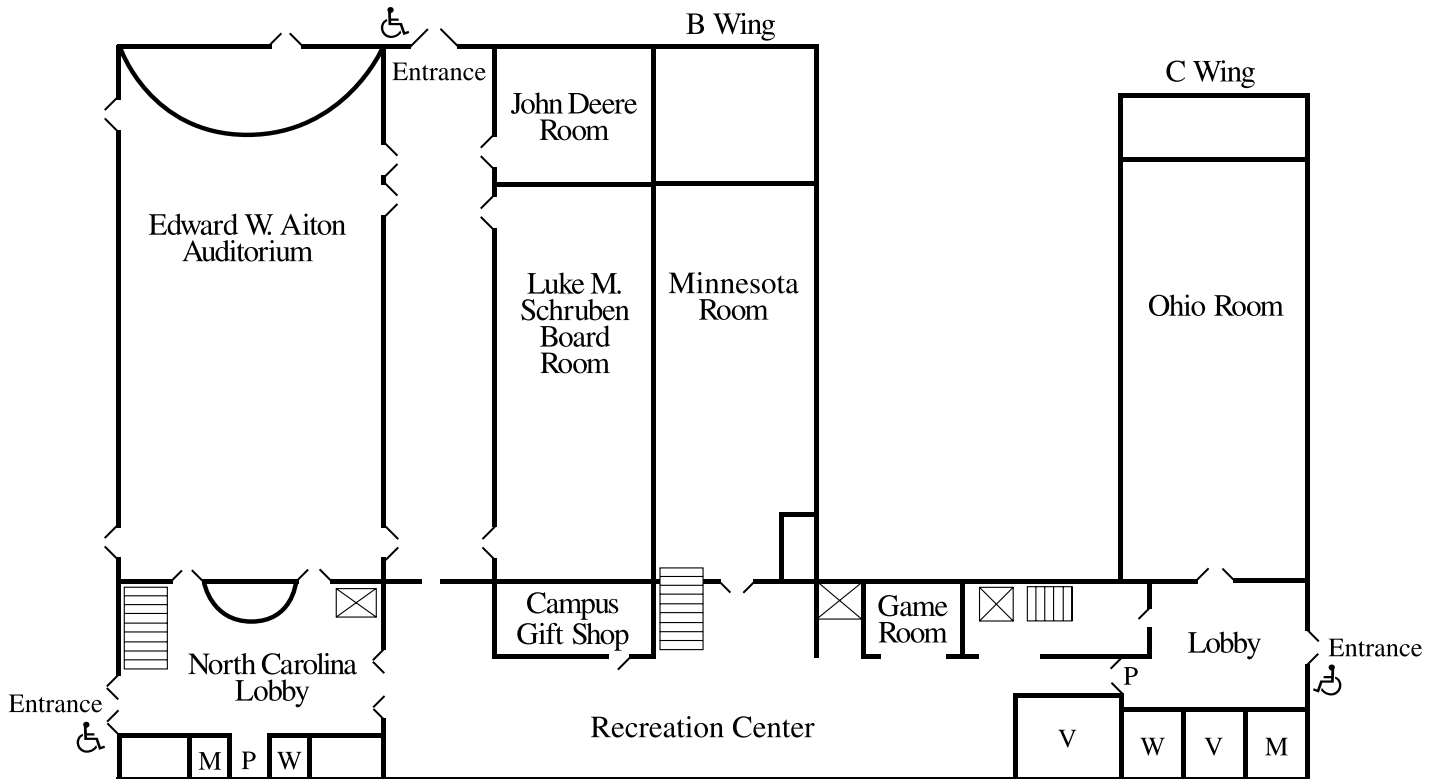 B Wing
C Wing
Entrance
John Deere
Room
Edward W. Aiton
Auditorium
Luke M.
Schruben
Board
Room
Minnesota
Room
Ohio Room
Campus
Gift Shop
Game
Room
North Carolina
Lobby
Lobby
Entrance
Entrance
P
Recreation Center
M
P
W
V
W
V
M